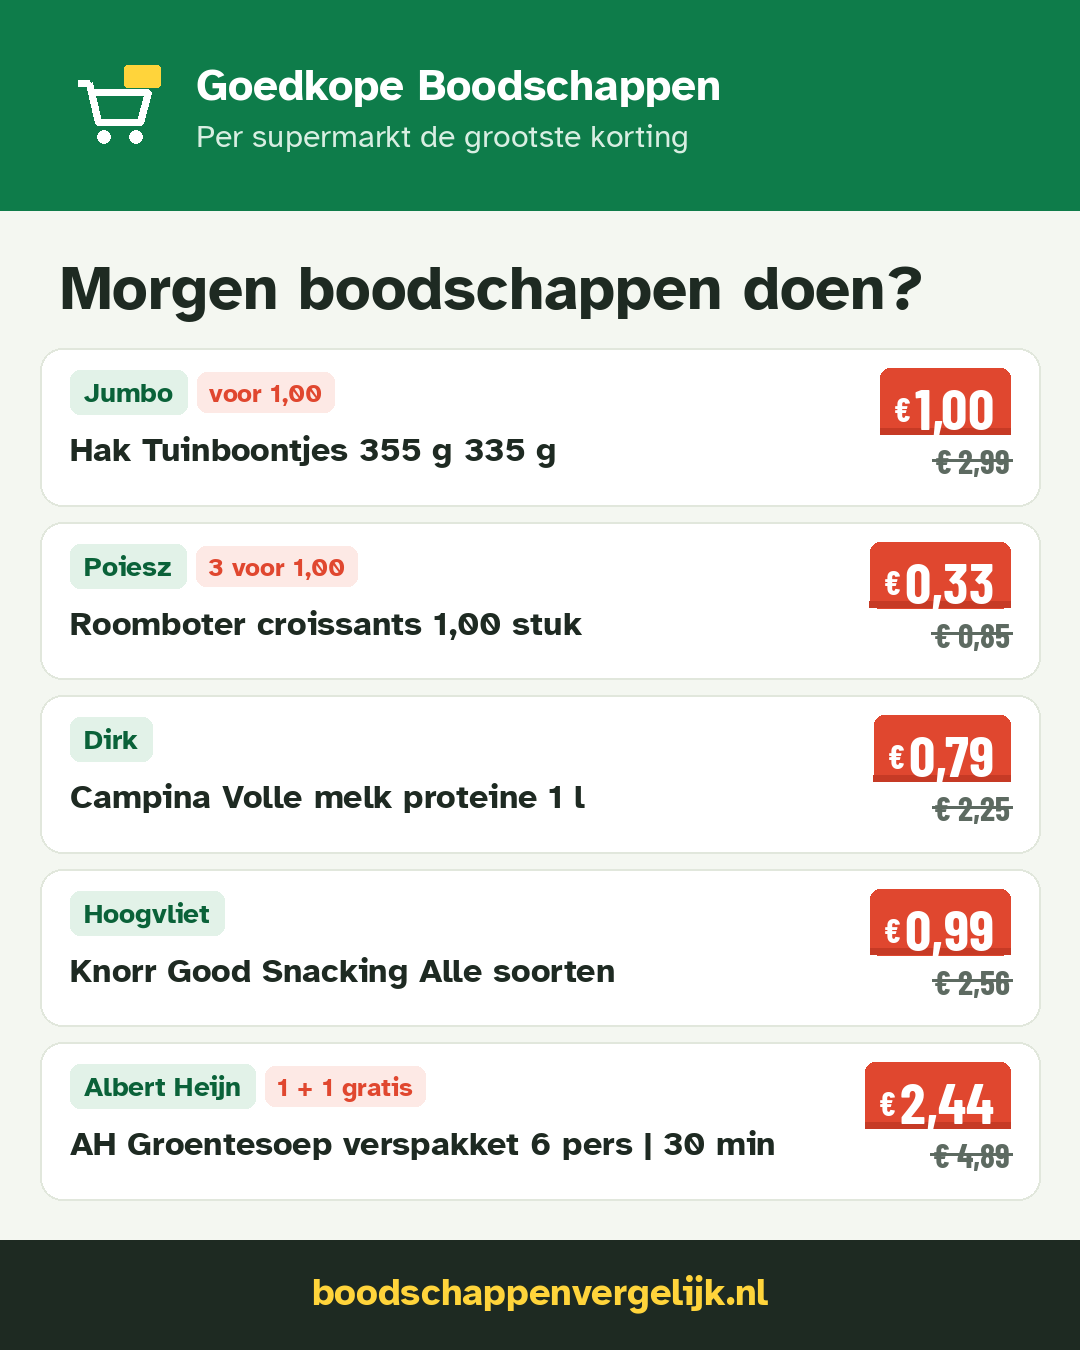 Goedkope Boodschappen
Per supermarkt de grootste korting
Morgen boodschappen doen?
Jumbo voor 1,00
€ 1,00
Hak Tuinboontjes 355 g 335 g
€ 2,99
Poiesz 3 voor 1,00
€ 0,33
Roomboter croissants 1,00 stuk
€ 0,85
Dirk
€ 0,79
Campina Volle melk proteine 1 l
€ 2,25
Hoogvliet
€ 0,99
Knorr Good Snacking Alle soorten
€ 2,56
Albert Heijn 1 + 1 gratis
€ 2,44
AH Groentesoep verspakket 6 pers | 30 min
€ 4,89
boodschappenvergelijk.nl